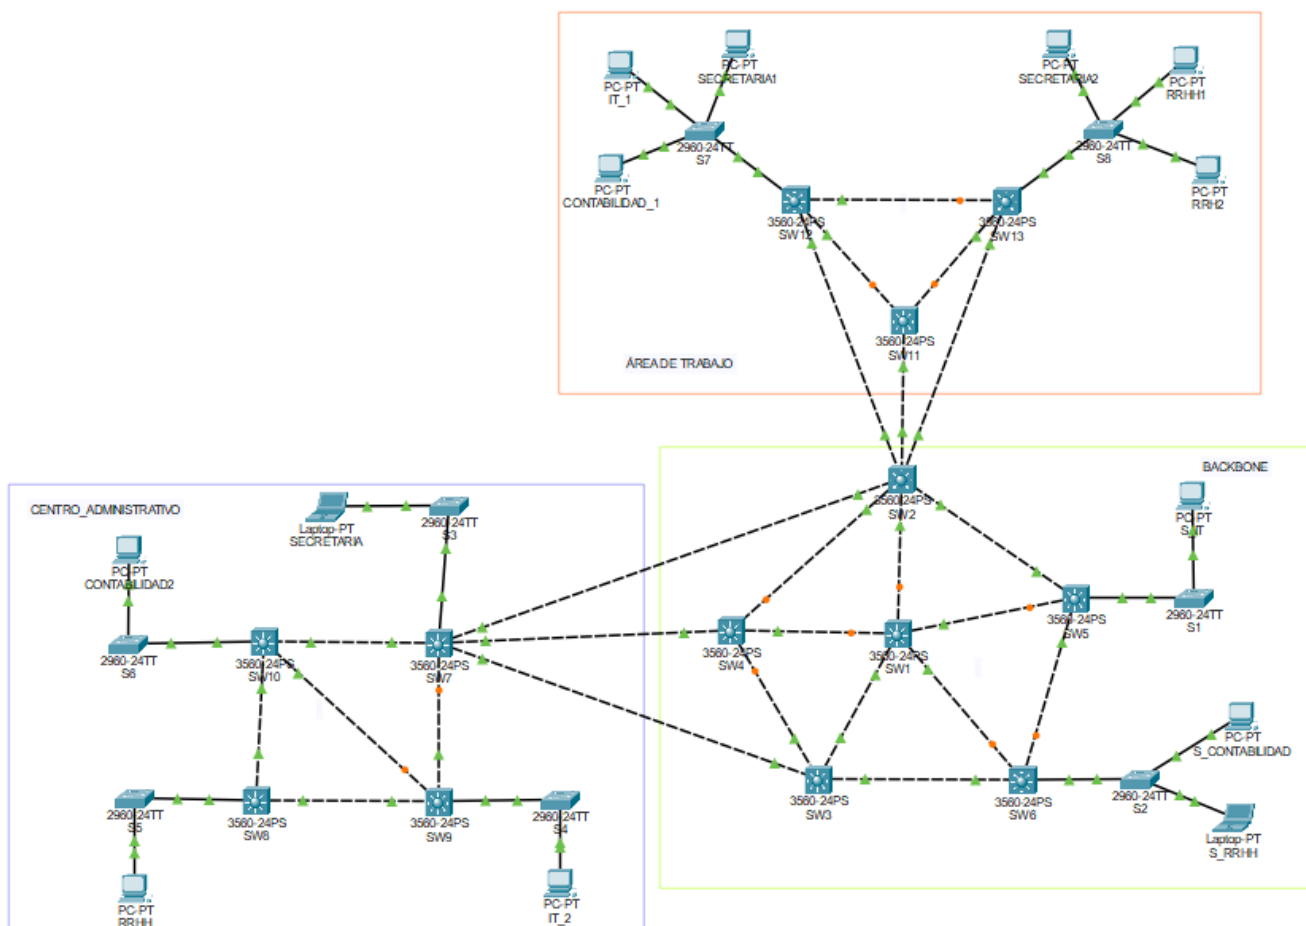 PC-PT
SECRETARIA1
PC-PT
SECRETARIA2
PC-PT
IT_1
PC-PT
RRHH1
2960-24TT
S7
2960-24TT
S8
PC-PT
CONTABILIDAD_1
PC-PT
RRH2
3560-24PS
SW12
3560-24PS
SW13
3560-24PS
SW11
ÁREA DE TRABAJO
BACKBONE
3560-24PS
SW2
CENTRO_ADMINISTRATIVO
Laptop-PT
SECRETARIA
2960-24TT
S3
PC-PT
SAT
PC-PT
CONTABILIDAD2
2960-24TT
S6
3560-24PS
SW10
3560-24PS
SW7
3560-24PS
SW4
3560-24PS
SW1
3560-24PS
SW5
2960-24TT
S1
PC-PT
S_CONTABILIDAD
2960-24TT
S5
3560-24PS
SW8
3560-24PS
SW9
2960-24TT
S4
3560-24PS
SW3
3560-24PS
SW6
2960-24TT
S2
Laptop-PT
S_RRHH
PC-PT
RRHH
PC-PT
IT_2